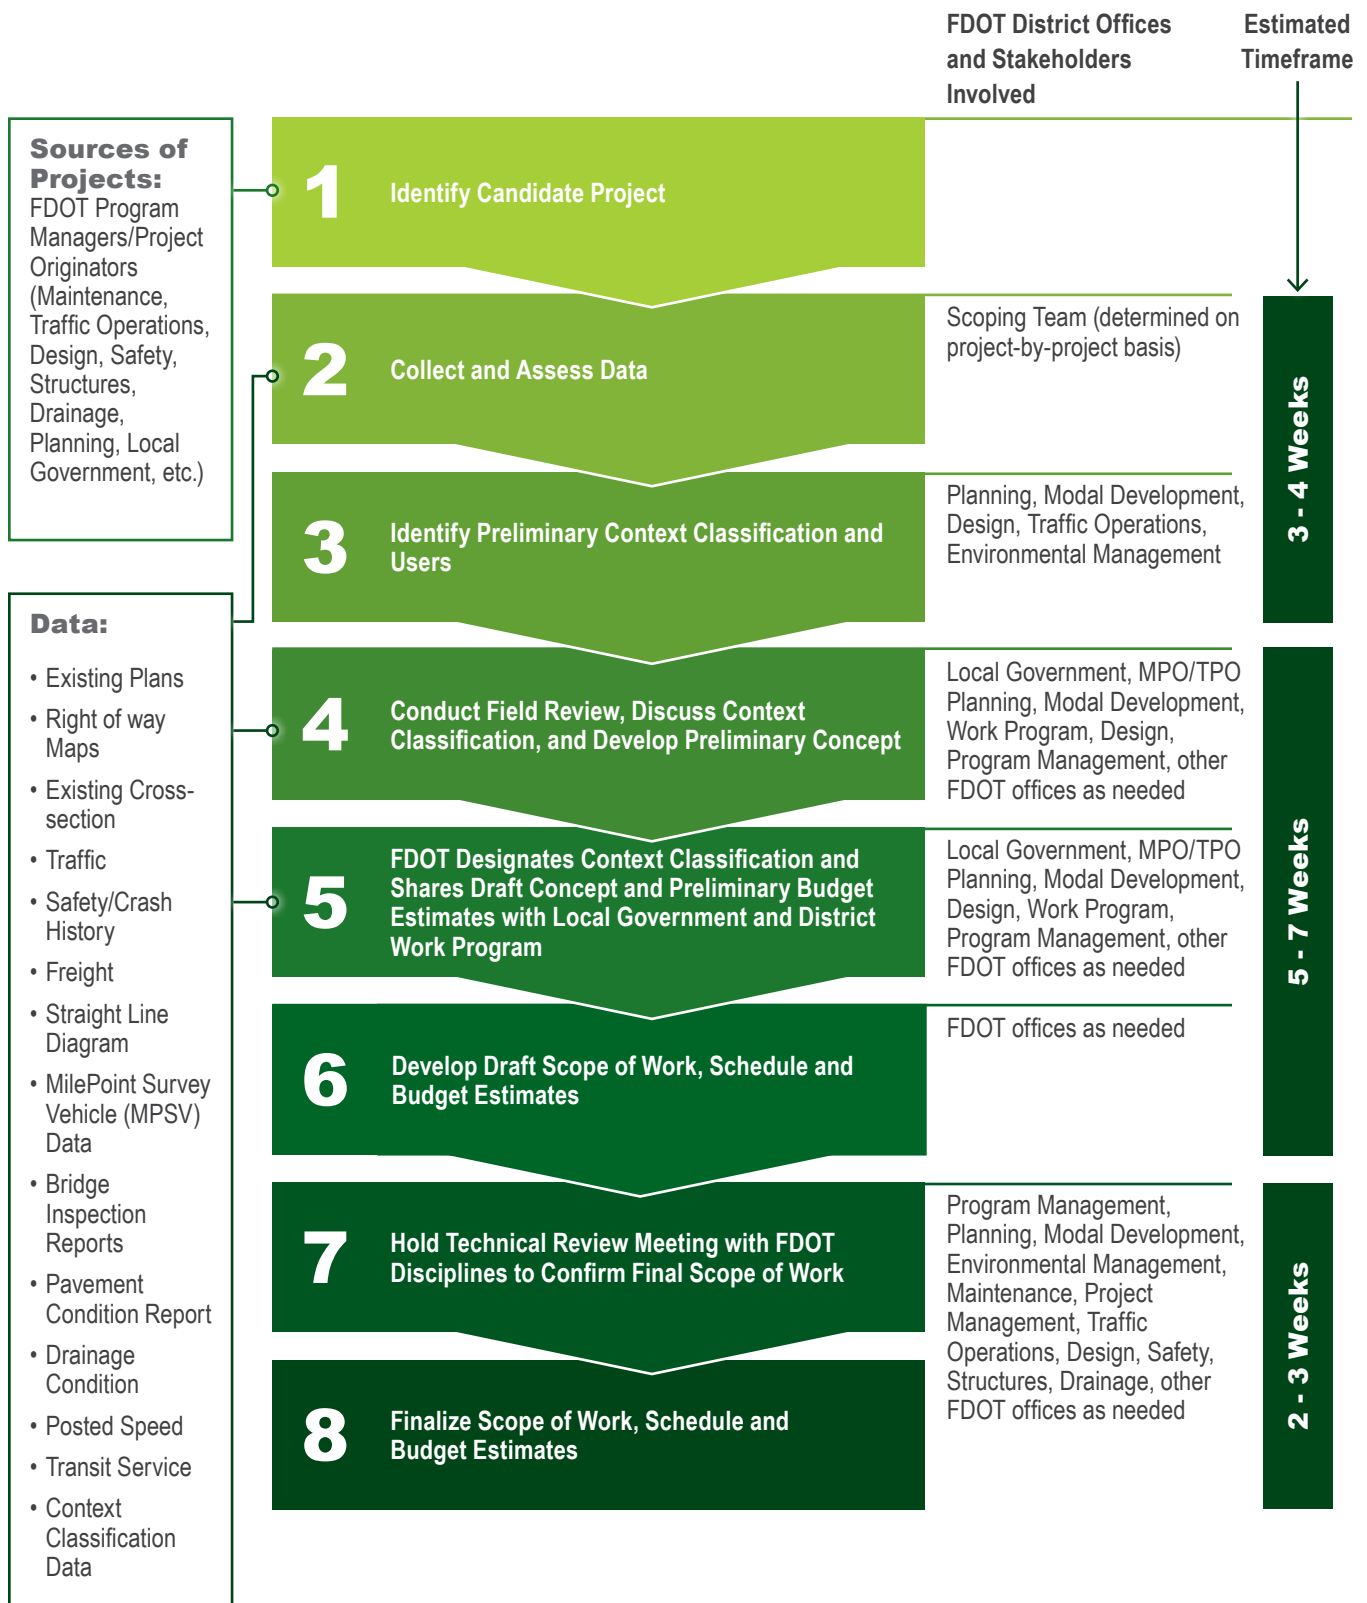 FDOT District Offices
and Stakeholders
Involved
Estimated
Timeframe
Sources of
Projects:
FDOT Program
Managers/Project
Originators
(Maintenance,
Traffic Operations,
Design, Safety,
Structures,
Drainage,
Planning, Local
Government, etc.)
1
Identify Candidate Project
2
Collect and Assess Data
Scoping Team (determined on
project-by-project basis)
3
Identify Preliminary Context Classification and
Users
Planning, Modal Development,
Design, Traffic Operations,
Environmental Management
3 - 4 Weeks
Data:
• Existing Plans
• Right of way
Maps
• Existing Cross-
section
• Traffic
• Safety/Crash
History
• Freight
• Straight Line
Diagram
• MilePoint Survey
Vehicle (MPSV)
Data
• Bridge
Inspection
Reports
• Pavement
Condition Report
• Drainage
Condition
• Posted Speed
• Transit Service
• Context
Classification
Data
4
Conduct Field Review, Discuss Context
Classification, and Develop Preliminary Concept
Local Government, MPO/TPO
Planning, Modal Development,
Work Program, Design,
Program Management, other
FDOT offices as needed
5
FDOT Designates Context Classification and
Shares Draft Concept and Preliminary Budget
Estimates with Local Government and District
Work Program
Local Government, MPO/TPO
Planning, Modal Development,
Design, Work Program,
Program Management, other
FDOT offices as needed
6
Develop Draft Scope of Work, Schedule and
Budget Estimates
FDOT offices as needed
5 - 7 Weeks
7
Hold Technical Review Meeting with FDOT
Disciplines to Confirm Final Scope of Work
Program Management,
Planning, Modal Development,
Environmental Management,
Maintenance, Project
Management, Traffic
Operations, Design, Safety,
Structures, Drainage, other
FDOT offices as needed
8
Finalize Scope of Work, Schedule and
Budget Estimates
2 - 3 Weeks